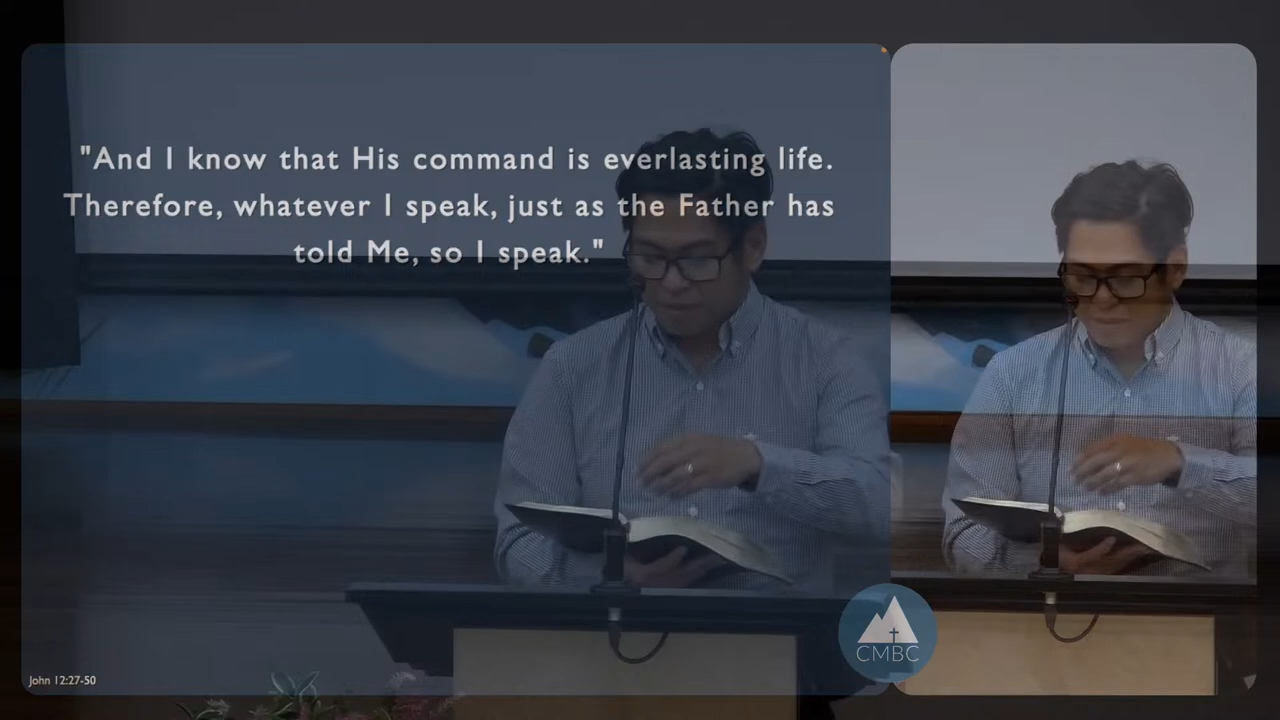 "And I know that His command is everlasting life.
Therefore, whatever I speak, just as the Father has
told Me, so I speak."
CMBC
John 12:27-50